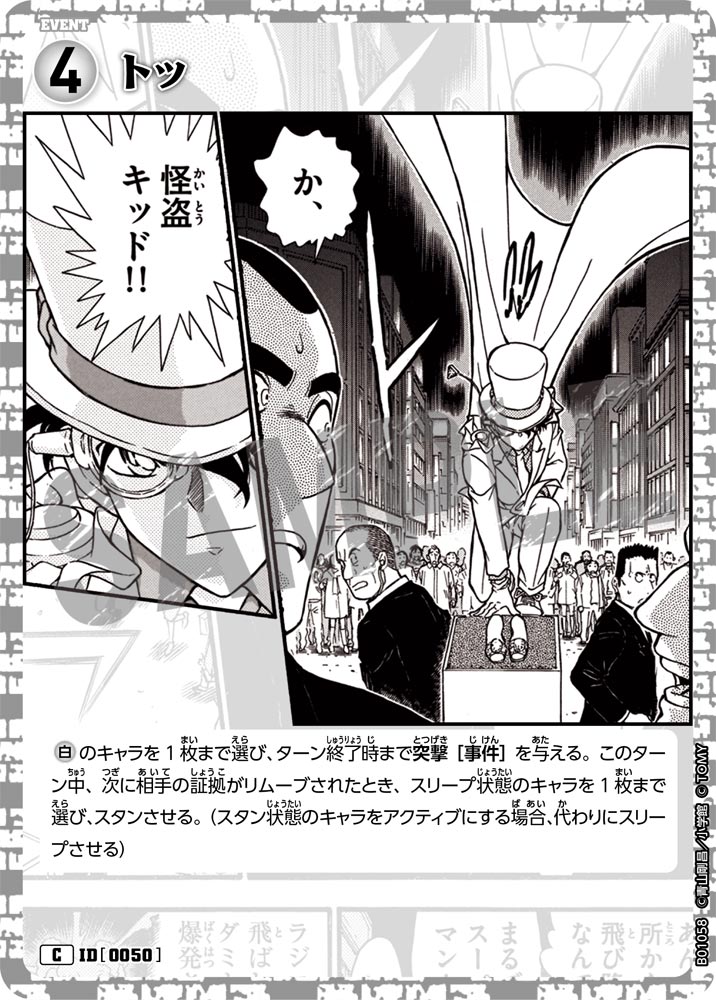 EVENT
4
トッ
か、
怪盗
キッド!!
SAMPLE
白のキャラを1枚まで選び、ターン終了時まで突撃［事件］を与える。このター
ン中、次に相手の証拠がリムーブされたとき、スリープ状態のキャラを1枚まで
選び、スタンさせる。（スタン状態のキャラをアクティブにする場合、代わりにスリー
プさせる）
C ID[0050]
B01058 ©青山剛昌／小学館 ©TOMY